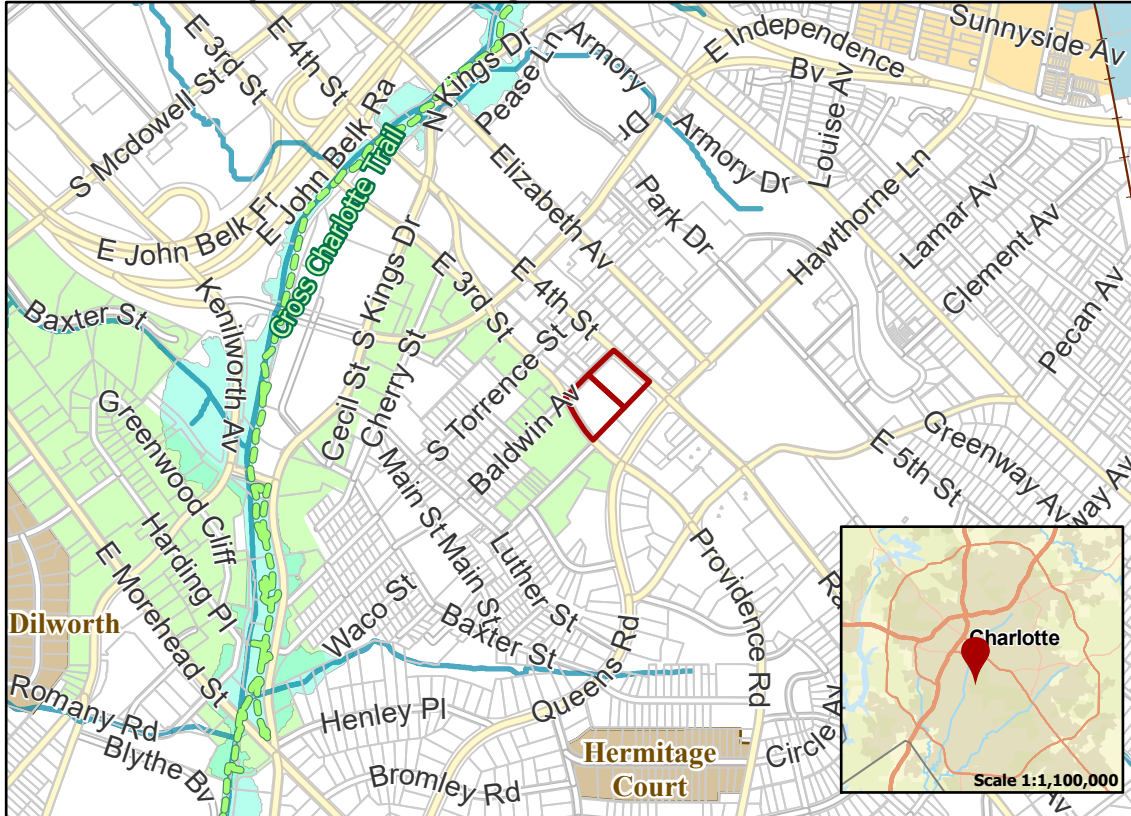 Sunnyside Av
E 3rd St
E 4th St
N Kings Dr
Pease Ln
Armory Dr
E Independence Bv
Louise Av
S Mcdowell St
E John Belk Ra
E John Belk Fr
Cross Charlotte Trail
Elizabeth Av
Armory Dr
Park Dr
Hawthorne Ln
Lamar Av
Clement Av
Pecan Av
Baxter St
Kenilworth Av
S Kings Dr
Cecil St
Cherry St
E 3rd St
E 4th St
S Torrence St
Baldwin Av
Greenwood Cliff
Harding Pl
E Morehead St
Main St
Main St
Luther St
Waco St
Baxter St
Queens Rd
Providence Rd
E 5th St
Greenway Av
way Av
Ra
Dilworth
Romany Rd
Blythe Bv
Henley Pl
Bromley Rd
Hermitage
Court
Circle Av
Av
Charlotte
Scale 1:1,100,000